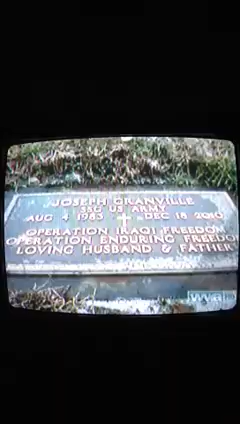 JOSEPH GRANVILLE
SSG US ARMY
AUG 4 1983 DEC 18 2010
OPERATION IRAQI FREEDOM
OPERATION ENDURING FREEDO
LOVING HUSBAND & FATHER